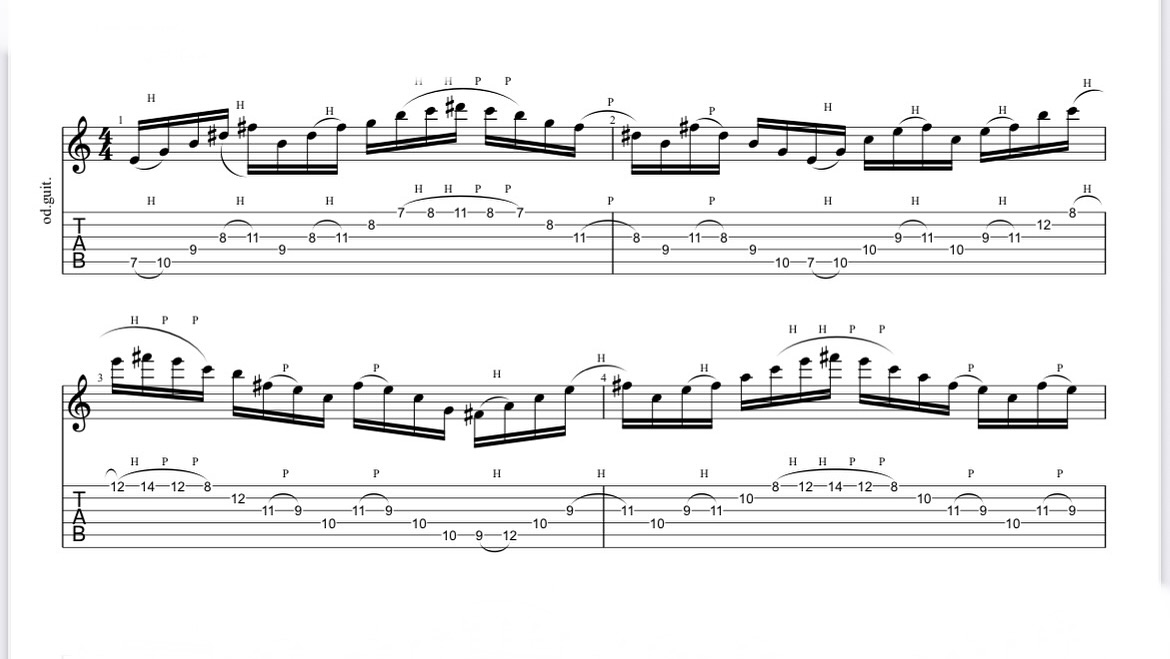 H H H H H P P P P H H H H
1 2
4
4
od.guit.
H H H H H P P P P H H H H
7 8 11 8 7
T 8 8 12 8
A 8 11 8 11 11 8 11 8 9 11 9 11
9 9 9 9 10 10
B 7 10 10 7 10
H P P P P H H H H H P P P P
3 4
H P P P P H H H H H P P P P
12 14 12 8 8 12 14 12 8
T 12 10 10
A 11 9 11 9 9 11 9 11 11 9 11 9
10 10 10 10 10
B 10 9 12